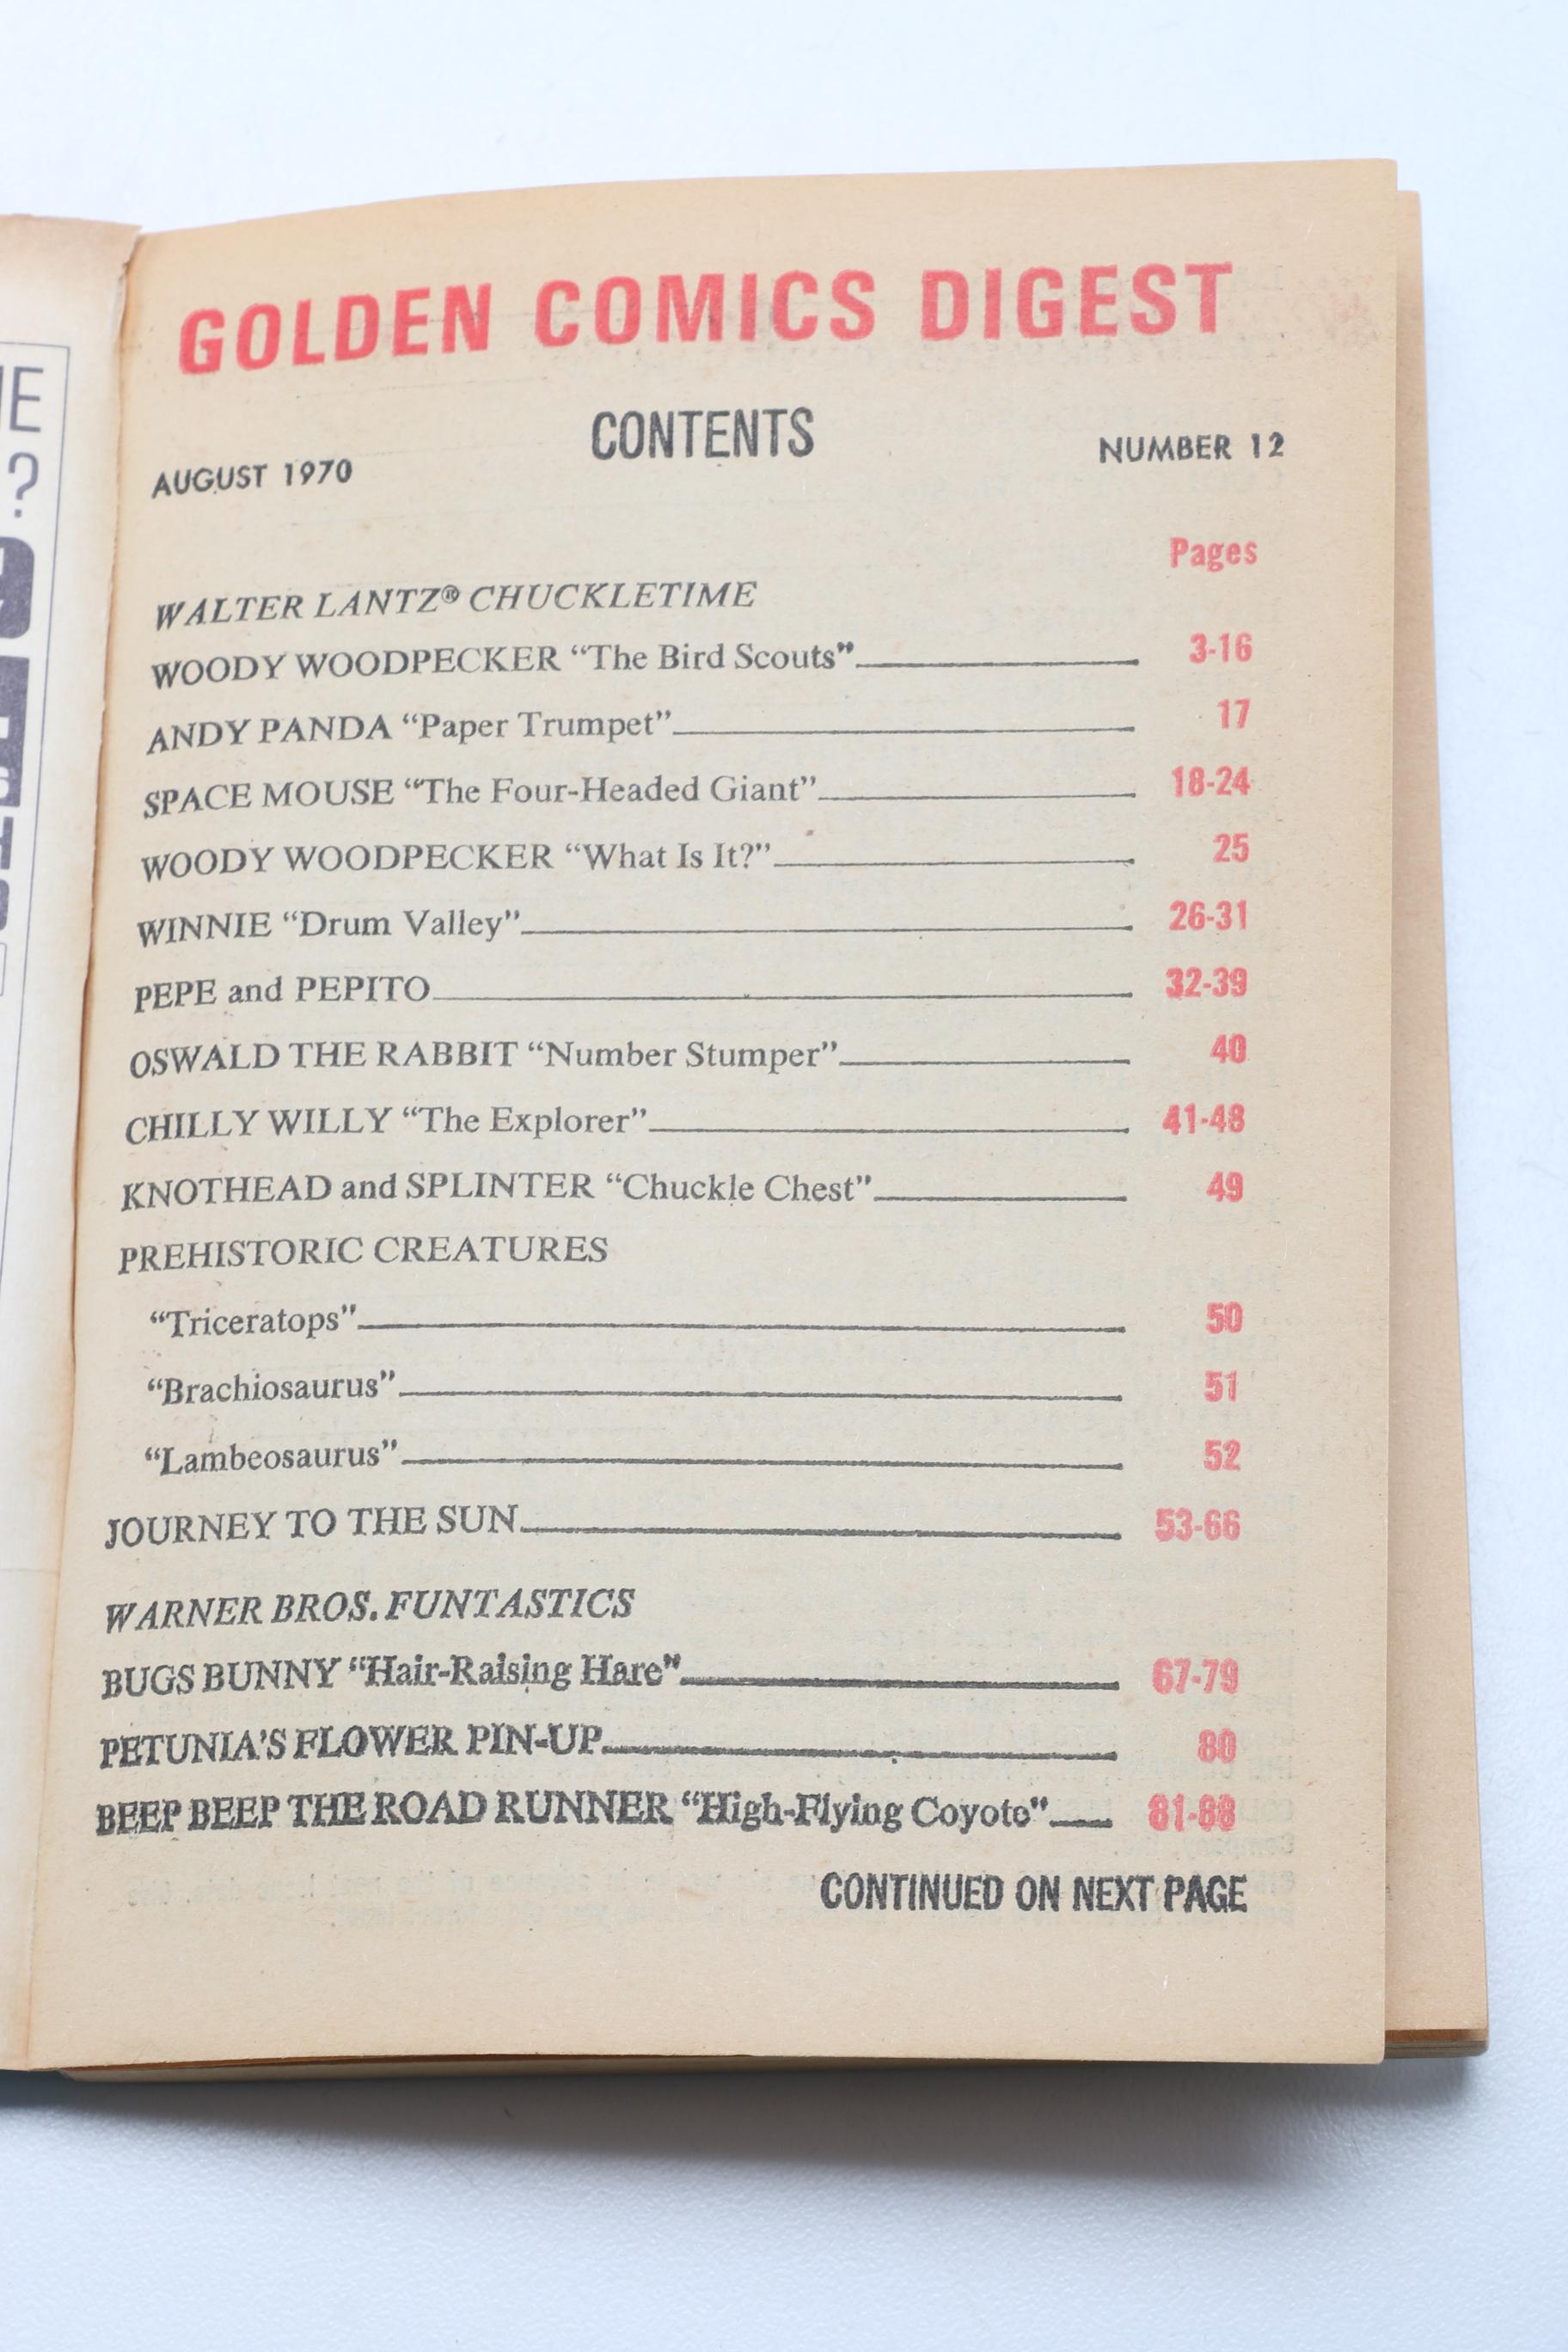 GOLDEN COMICS DIGEST
CONTENTS
AUGUST 1970 NUMBER 12
Pages
WALTER LANTZ® CHUCKLETIME
WOODY WOODPECKER “The Bird Scouts” 3-16
ANDY PANDA “Paper Trumpet” 17
SPACE MOUSE “The Four-Headed Giant” 18-24
WOODY WOODPECKER “What Is It?” 25
WINNIE “Drum Valley” 26-31
PEPE and PEPITO 32-39
OSWALD THE RABBIT “Number Stumper” 40
CHILLY WILLY “The Explorer” 41-48
KNOTHEAD and SPLINTER “Chuckle Chest” 49
PREHISTORIC CREATURES
“Triceratops” 50
“Brachiosaurus” 51
“Lambeosaurus” 52
JOURNEY TO THE SUN 53-66
WARNER BROS. FUNTASTICS
BUGS BUNNY “Hair-Raising Hare” 67-79
PETUNIA'S FLOWER PIN-UP 80
BEEP BEEP THE ROAD RUNNER “High-Flying Coyote” 81-88
CONTINUED ON NEXT PAGE